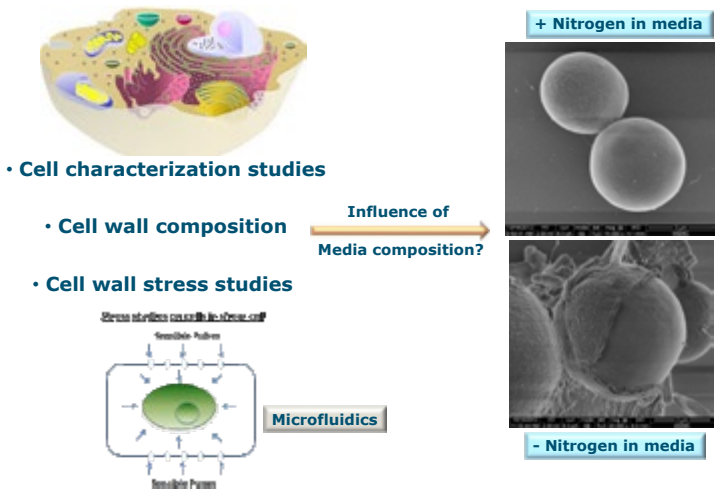 + Nitrogen in media
• Cell characterization studies
• Cell wall composition
Influence of
Media composition?
• Cell wall stress studies
Microfluidics
- Nitrogen in media